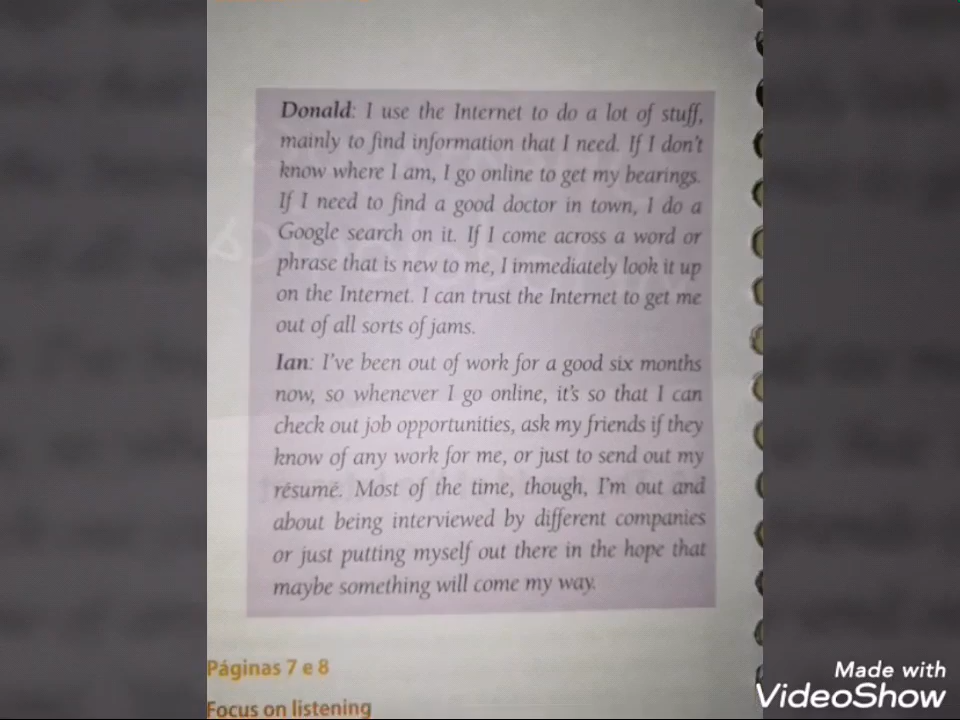 Donald: I use the Internet to do a lot of stuff,
mainly to find information that I need. If I don't
know where I am, I go online to get my bearings.
If I need to find a good doctor in town, I do a
Google search on it. If I come across a word or
phrase that is new to me, I immediately look it up
on the Internet. I can trust the Internet to get me
out of all sorts of jams.
Ian: I've been out of work for a good six months
now, so whenever I go online, it's so that I can
check out job opportunities, ask my friends if they
know of any work for me, or just to send out my
résumé. Most of the time, though, I'm out and
about being interviewed by different companies
or just putting myself out there in the hope that
maybe something will come my way.
Páginas 7 e 8
Focus on listening
Made with
VideoShow